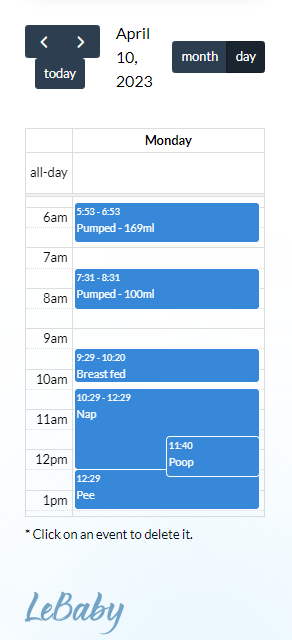 April
10,
2023
today
month
day
Monday
all-day
6am
5:53 - 6:53
Pumped - 169ml
7am
7:31 - 8:31
Pumped - 100ml
8am
9am
9:29 - 10:20
Breast fed
10am
10:29 - 12:29
Nap
11am
11:40
Poop
12pm
12:29
Pee
1pm
* Click on an event to delete it.
LeBaby